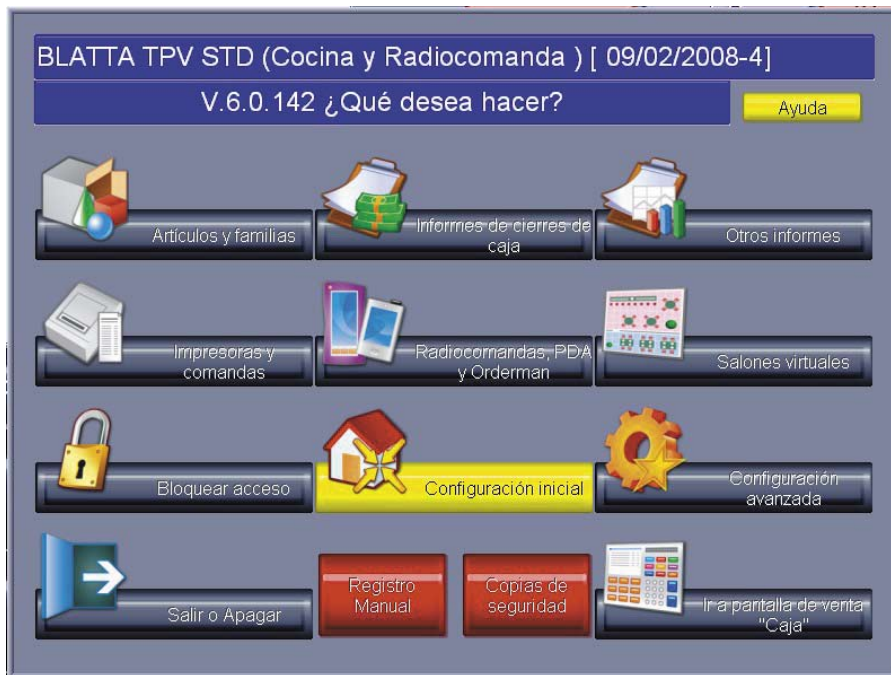 BLATTA TPV STD (Cocina y Radiocomanda ) [ 09/02/2008-4]
V.6.0.142 ¿Qué desea hacer?
Ayuda
Artículos y familias
Informes de cierres de
caja
Otros informes
Impresoras y
comandas
Radiocomandas, PDA
y Orderman
Salones virtuales
Bloquear acceso
Configuración inicial
Configuración
avanzada
Salir o Apagar
Registro
Manual
Copias de
seguridad
Ir a pantalla de venta
"Caja"